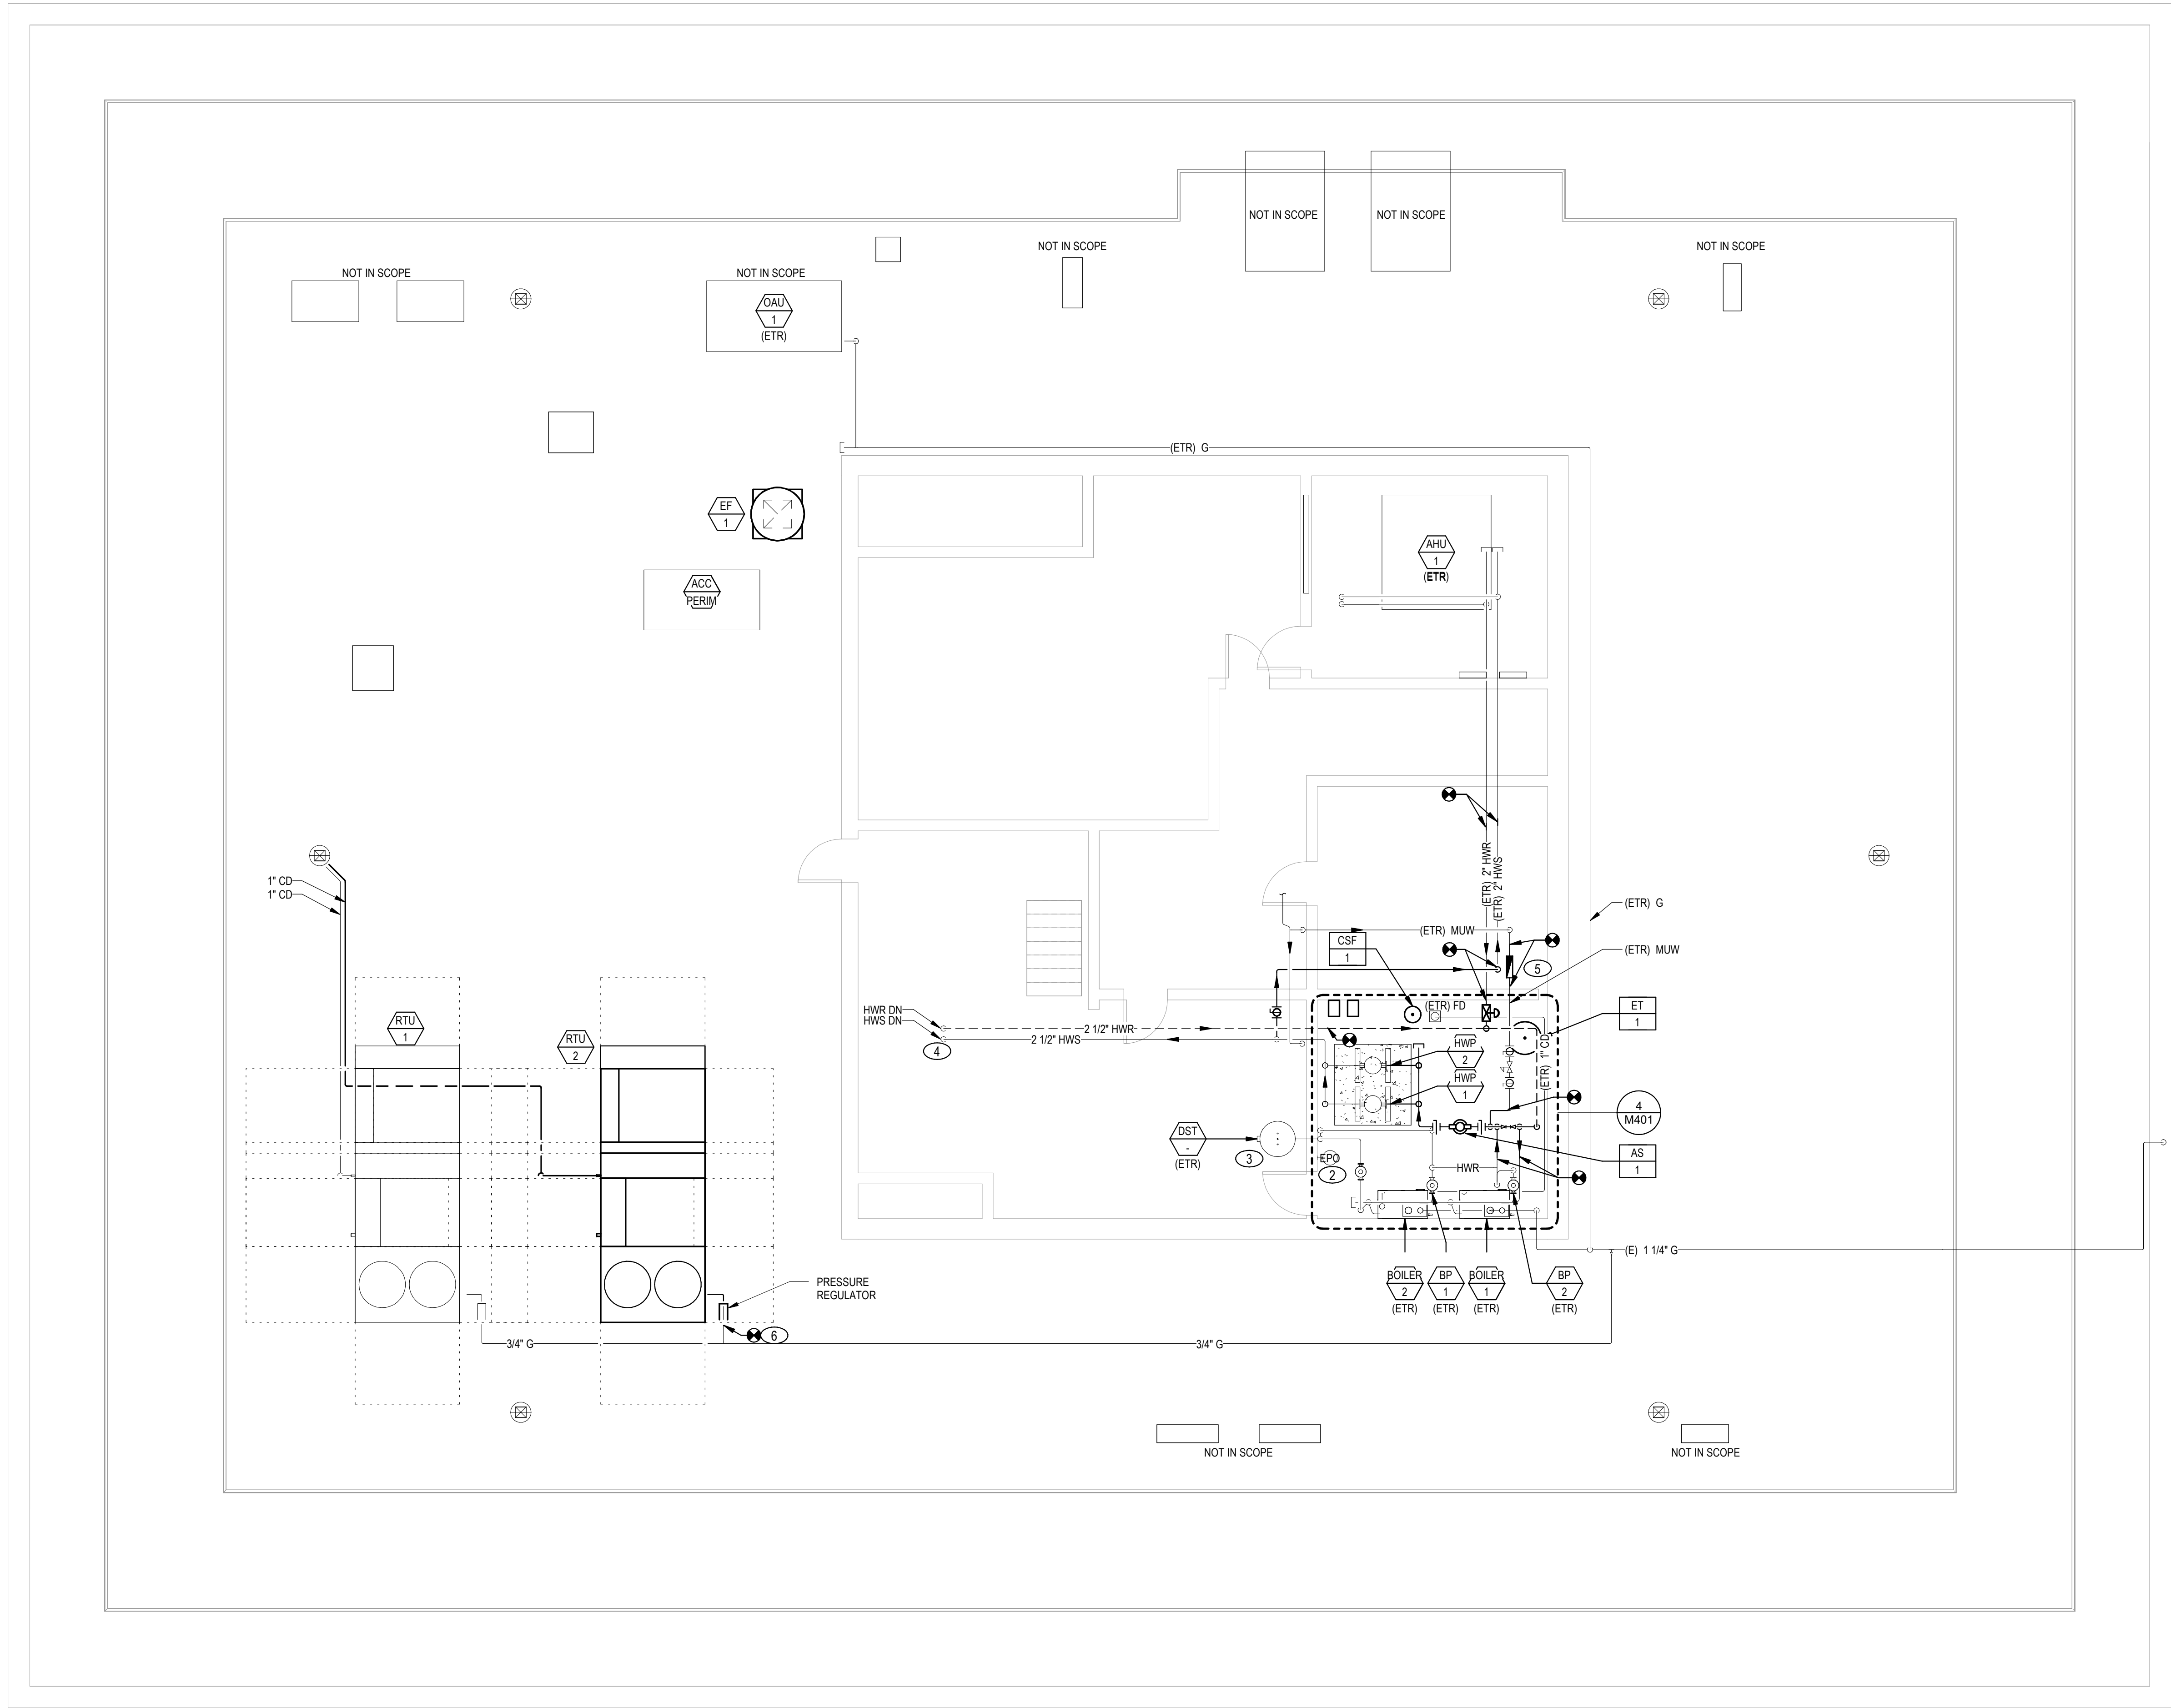 NOT IN SCOPE
NOT IN SCOPE
NOT IN SCOPE
NOT IN SCOPE
NOT IN SCOPE
NOT IN SCOPE
OAU
1
(ETR)
(ETR) G
EF
1
AHU
1
(ETR)
ACC
PERIM
(ETR) 2" HWR
(ETR) 2" HWS
1" CD
1" CD
(ETR) G
(ETR) MUW
CSF
1
(ETR) MUW
5
ET
1
(ETR) FD
HWR DN
HWS DN
2 1/2" HWR
2 1/2" HWS
4
RTU
1
RTU
2
HWP
2
HWP
1
(ETR) 1" CD
4
M401
DST
-
(ETR)
3
EPO
2
HWR
AS
1
(E) 1 1/4" G
BOILER
2
(ETR)
BP
1
(ETR)
BOILER
1
(ETR)
BP
2
(ETR)
PRESSURE
REGULATOR
6
3/4" G
3/4" G
NOT IN SCOPE
NOT IN SCOPE